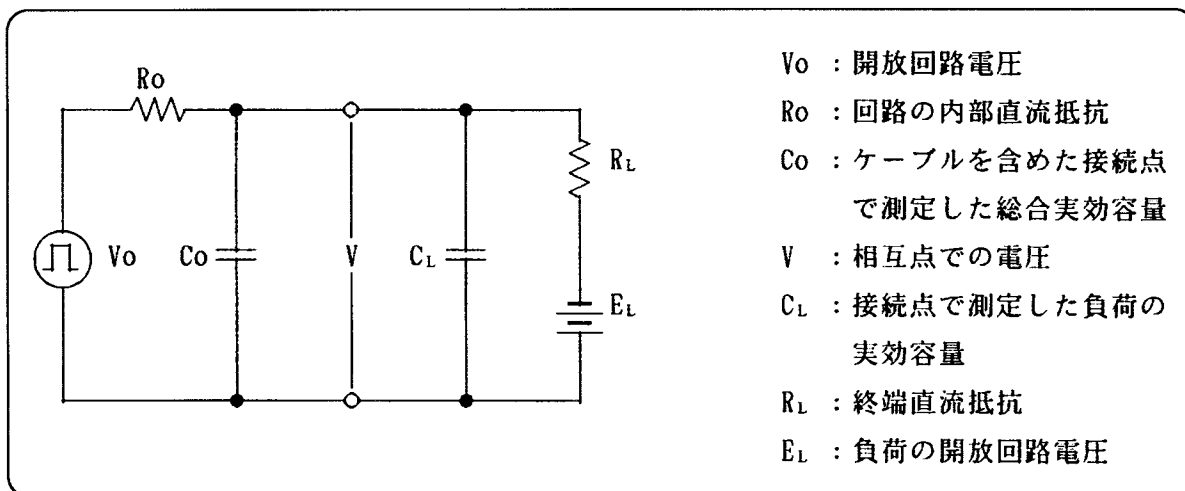 Ro
Vo
Co
V
CL
RL
EL
Vo : 開放回路電圧
Ro : 回路の内部直流抵抗
Co : ケーブルを含めた接続点
で測定した総合実効容量
V : 相互点での電圧
CL : 接続点で測定した負荷の
実効容量
RL : 終端直流抵抗
EL : 負荷の開放回路電圧